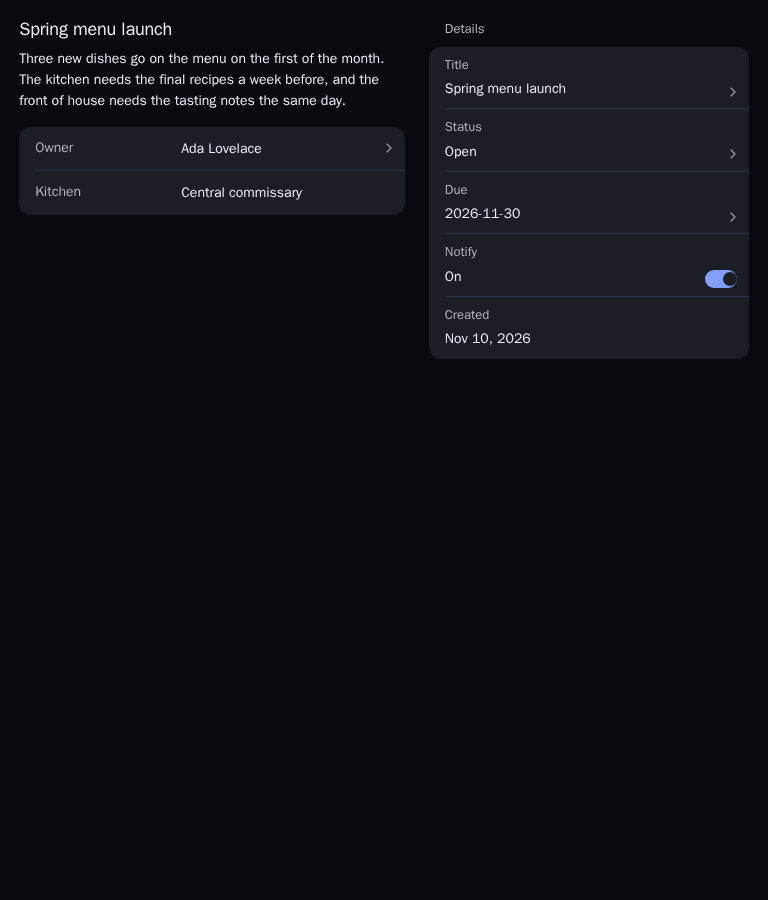 Spring menu launch
Three new dishes go on the menu on the first of the month.
The kitchen needs the final recipes a week before, and the
front of house needs the tasting notes the same day.
Owner Ada Lovelace
Kitchen Central commissary
Details
Title
Spring menu launch
Status
Open
Due
2026-11-30
Notify
On
Created
Nov 10, 2026